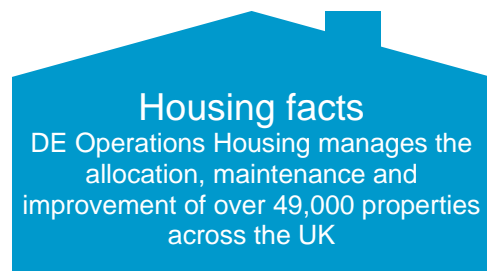 Housing facts
DE Operations Housing manages the
allocation, maintenance and
improvement of over 49,000 properties
across the UK